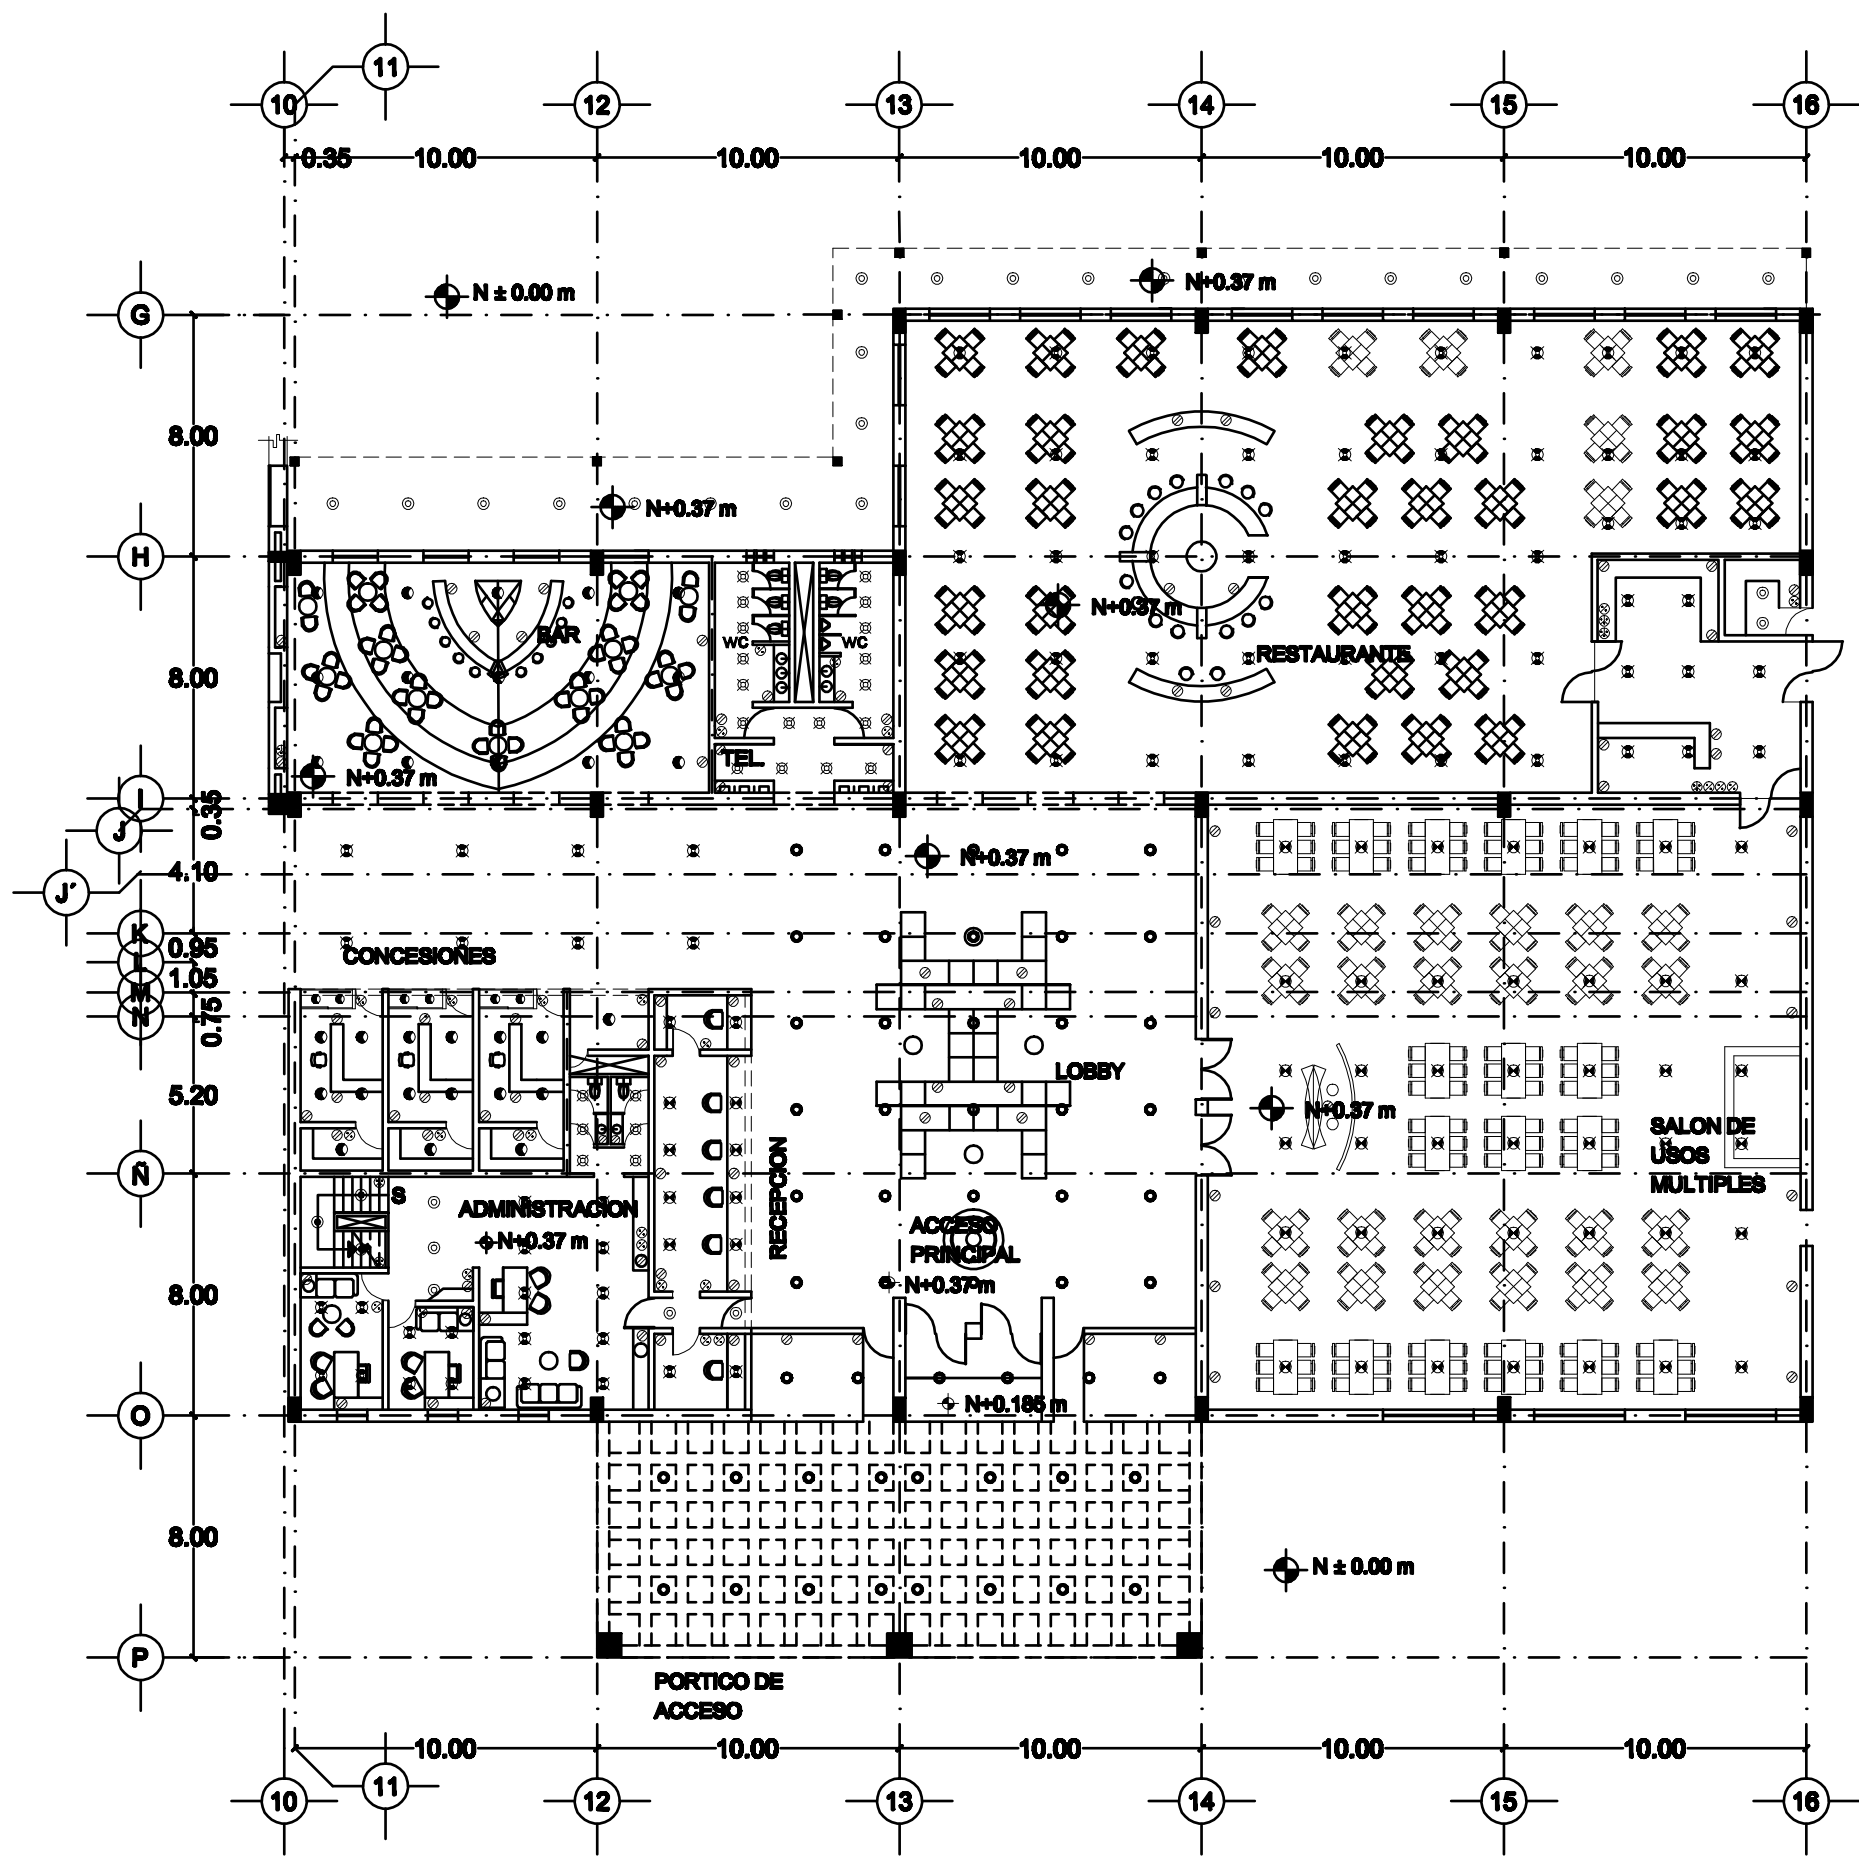 11
10
12
13
14
15
16
0.35
10.00
10.00
10.00
10.00
10.00
N+0.37 m
N ± 0.00 m
G
8.00
N+0.37 m
H
N+0.37 m
BAR
WC
WC
RESTAURANTE
8.00
TEL.
N+0.37 m
I
0.35
J
N+0.37 m
4.10
J´
K
0.95
CONCESIONES
L
1.05
M
N
0.75
LOBBY
5.20
N+0.37 m
SALON DE
USOS
MULTIPLES
Ñ
RECEPCION
S
ADMINISTRACION
N+0.37 m
ACCESO
PRINCIPAL
N+0.37 m
8.00
O
N+0.185 m
8.00
N ± 0.00 m
P
PORTICO DE
ACCESO
10.00
10.00
10.00
10.00
10.00
11
10
12
13
14
15
16